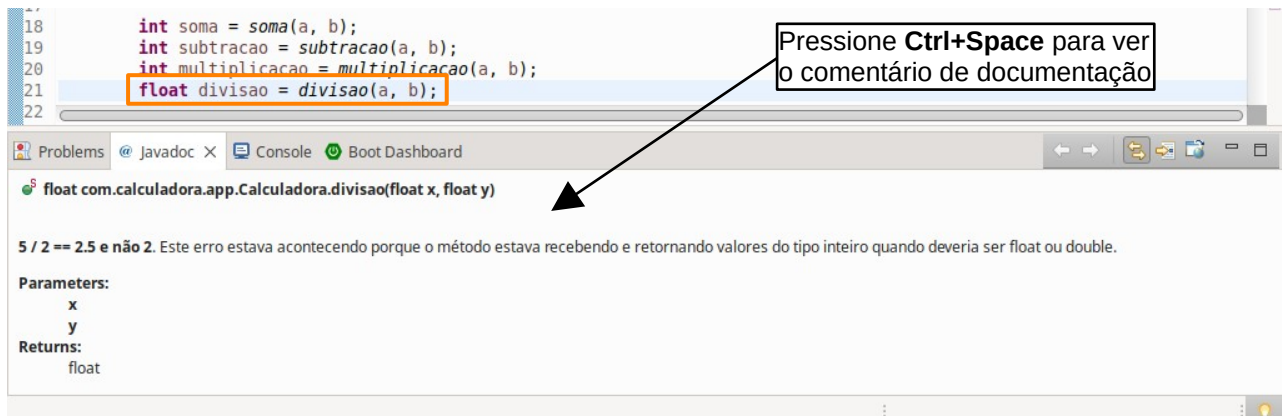 18 int soma = soma(a, b);
19 int subtracao = subtracao(a, b);
20 int multiplicacao = multiplicacao(a, b);
21 float divisao = divisao(a, b);
22
Pressione Ctrl+Space para ver
o comentário de documentação
Problems @ Javadoc X Console Boot Dashboard
S float com.calculadora.app.Calculadora.divisao(float x, float y)
5 / 2 == 2.5 e não 2. Este erro estava acontecendo porque o método estava recebendo e retornando valores do tipo inteiro quando deveria ser float ou double.
Parameters:
x
y
Returns:
float